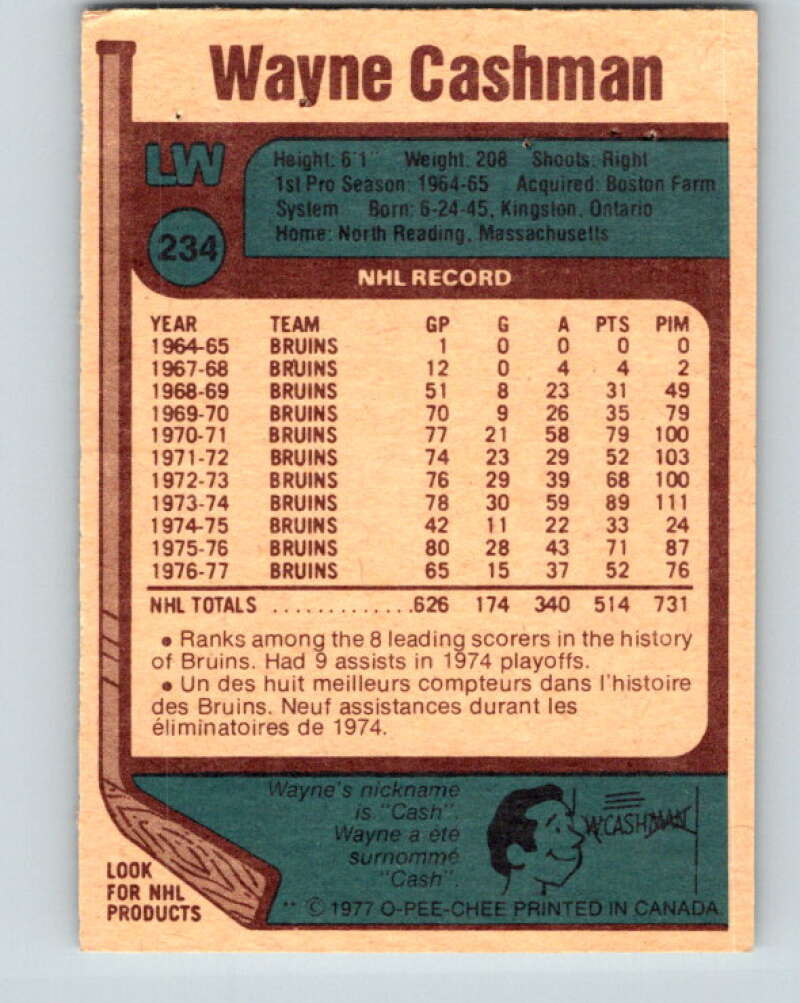 Wayne Cashman
LW
Height: 6'1" Weight: 208 Shoots: Right
1st Pro Season: 1964-65 Acquired: Boston Farm
System Born: 6-24-45, Kingston, Ontario
Home: North Reading, Massachusetts
234
NHL RECORD
YEAR TEAM GP G A PTS PIM
1964-65 BRUINS 1 0 0 0 0
1967-68 BRUINS 12 0 4 4 2
1968-69 BRUINS 51 8 23 31 49
1969-70 BRUINS 70 9 26 35 79
1970-71 BRUINS 77 21 58 79 100
1971-72 BRUINS 74 23 29 52 103
1972-73 BRUINS 76 29 39 68 100
1973-74 BRUINS 78 30 59 89 111
1974-75 BRUINS 42 11 22 33 24
1975-76 BRUINS 80 28 43 71 87
1976-77 BRUINS 65 15 37 52 76
NHL TOTALS ..............626 174 340 514 731
• Ranks among the 8 leading scorers in the history
of Bruins. Had 9 assists in 1974 playoffs.
• Un des huit meilleurs compteurs dans l'histoire
des Bruins. Neuf assistances durant les
éliminatoires de 1974.
Wayne's nickname
is "Cash".
Wayne a été
surnommé
"Cash".
W.CASHMAN
LOOK
FOR NHL
PRODUCTS
** © 1977 O-PEE-CHEE PRINTED IN CANADA